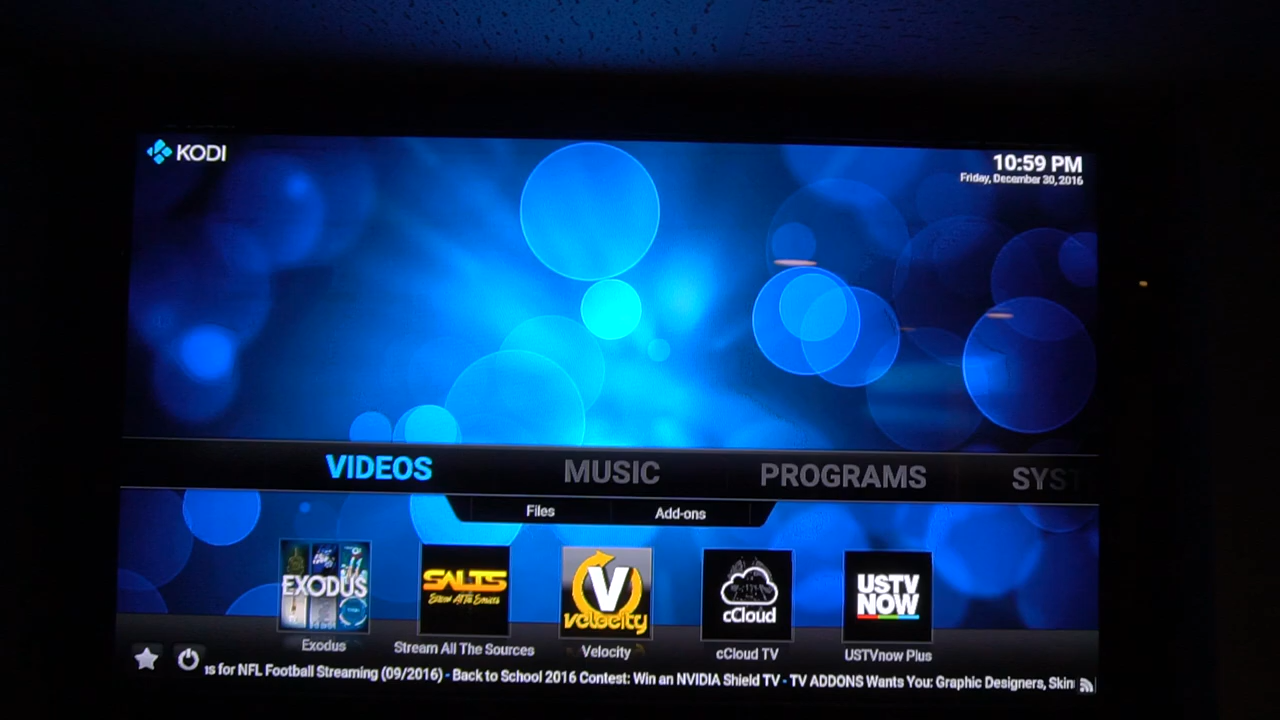 KODI
10:59 PM
Friday, December 30, 2016
VIDEOS
MUSIC
PROGRAMS
SYST
Files
Add-ons
EXODUS
SALTS
Stream All The Sources
V
velocity
cCloud
USTV
NOW
Exodus
Stream All The Sources
Velocity
cCloud TV
USTVnow Plus
is for NFL Football Streaming (09/2016) - Back to School 2016 Contest: Win an NVIDIA Shield TV - TV ADDONS Wants You: Graphic Designers, Skin